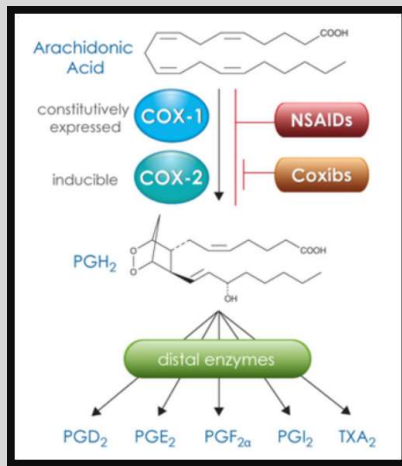 COOH
Arachidonic
Acid
constitutively
expressed
COX-1
NSAIDs
inducible
COX-2
Coxibs
PGH₂
O
O
COOH
OH
distal enzymes
PGD₂
PGE₂
PGF₂α
PGI₂
TXA₂